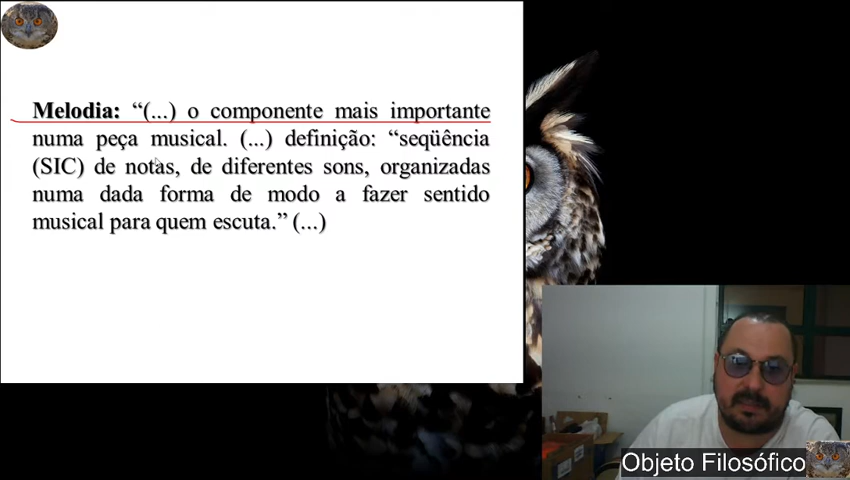 Melodia: “(...) o componente mais importante
numa peça musical. (...) definição: “seqüência
(SIC) de notas, de diferentes sons, organizadas
numa dada forma de modo a fazer sentido
musical para quem escuta.” (...)
Objeto Filosófico